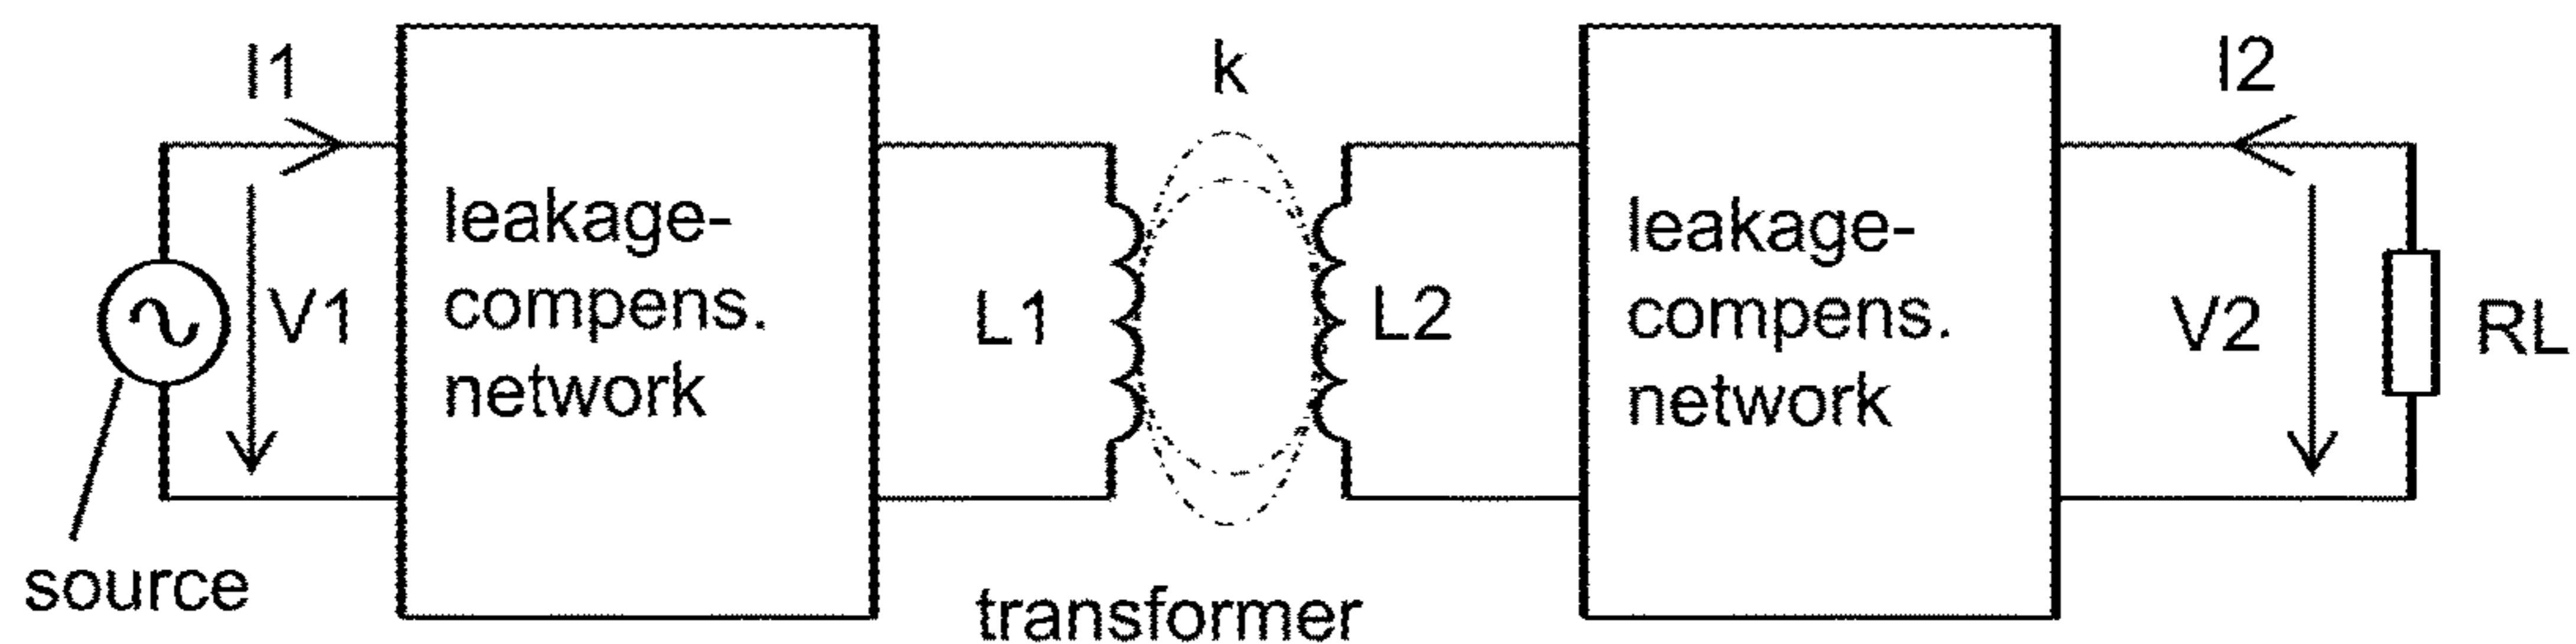 I1
k
I2
leakage-
compens.
network
leakage-
compens.
network
V1
L1
L2
V2
RL
source
transformer